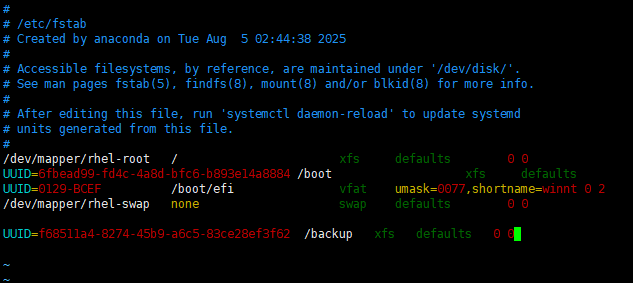 #
# /etc/fstab
# Created by anaconda on Tue Aug  5 02:44:38 2025
#
# Accessible filesystems, by reference, are maintained under '/dev/disk/'.
# See man pages fstab(5), findfs(8), mount(8) and/or blkid(8) for more info.
#
# After editing this file, run 'systemctl daemon-reload' to update systemd
# units generated from this file.
#
/dev/mapper/rhel-root   /                       xfs     defaults        0 0
UUID=6fbead99-fd4c-4a8d-bfc6-b893e14a8884 /boot                   xfs     defaults
UUID=0129-BCEF          /boot/efi               vfat    umask=0077,shortname=winnt 0 2
/dev/mapper/rhel-swap   none                    swap    defaults        0 0
UUID=f68511a4-8274-45b9-a6c5-83ce28ef3f62  /backup   xfs   defaults   0 0
~
~